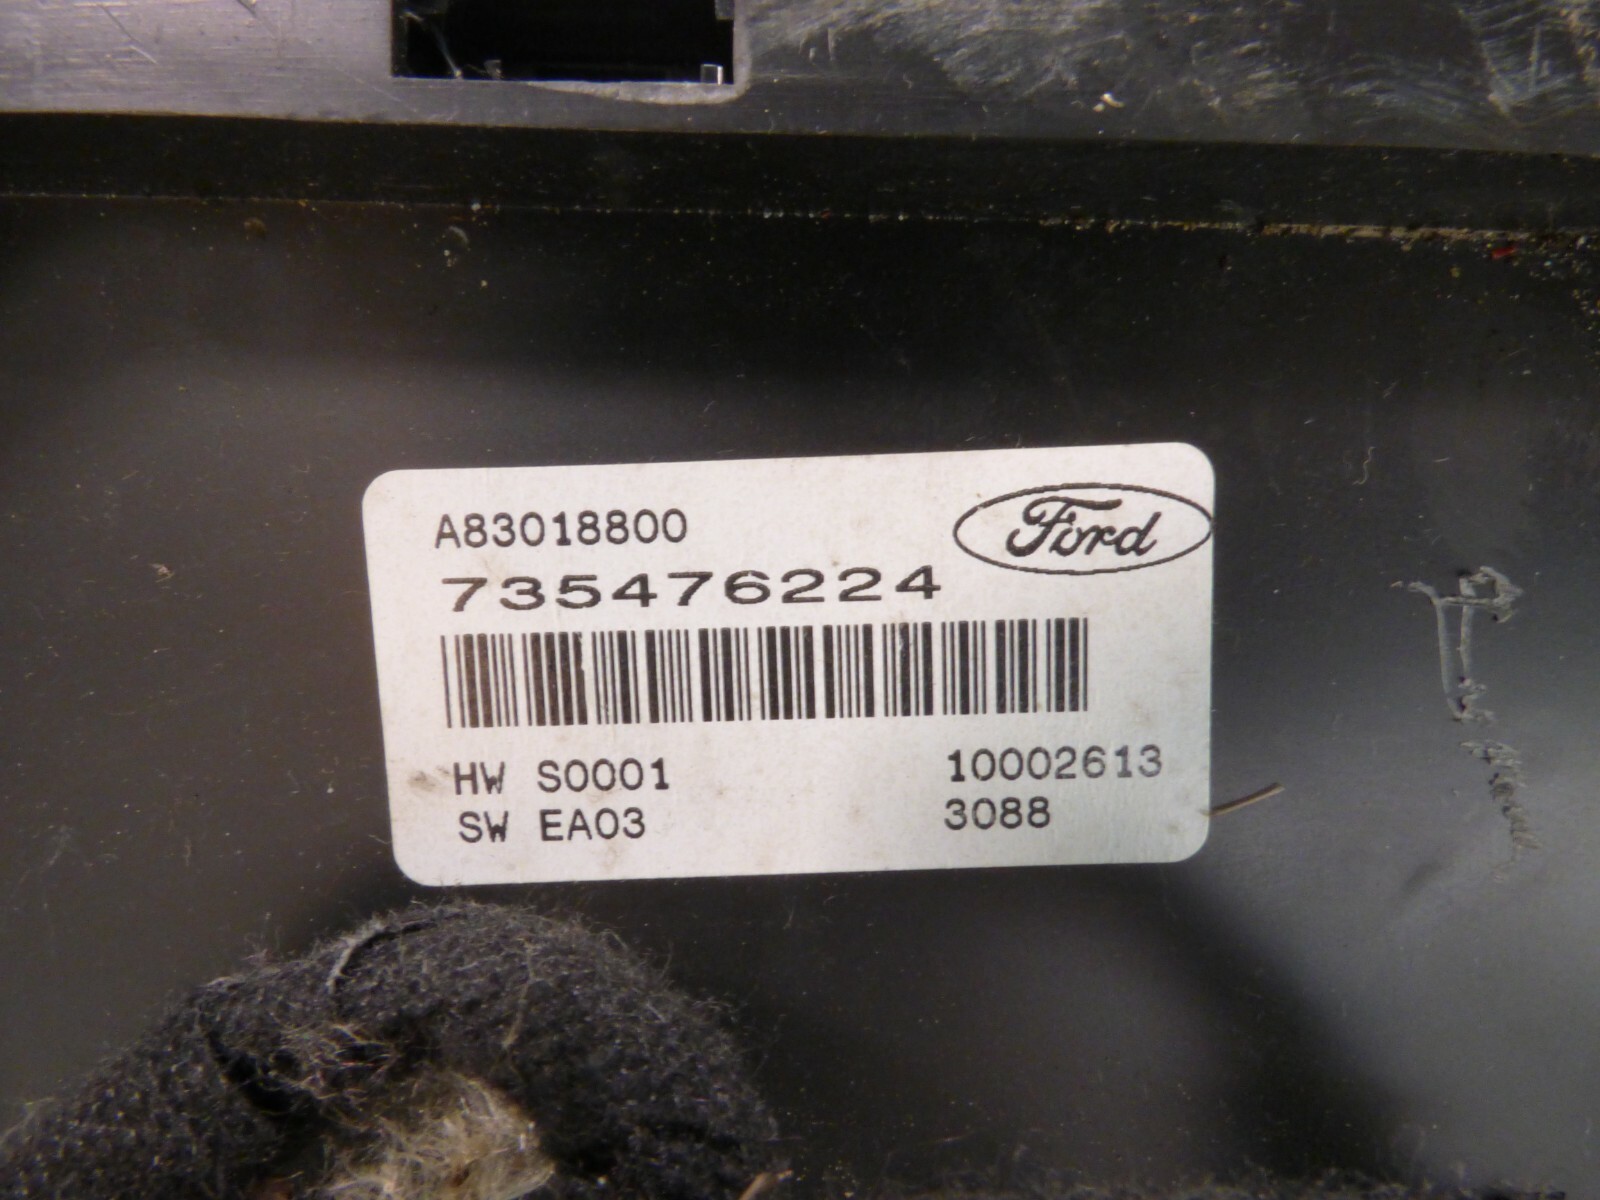 A83018800
Ford
735476224
HW S0001
10002613
SW EA03
3088